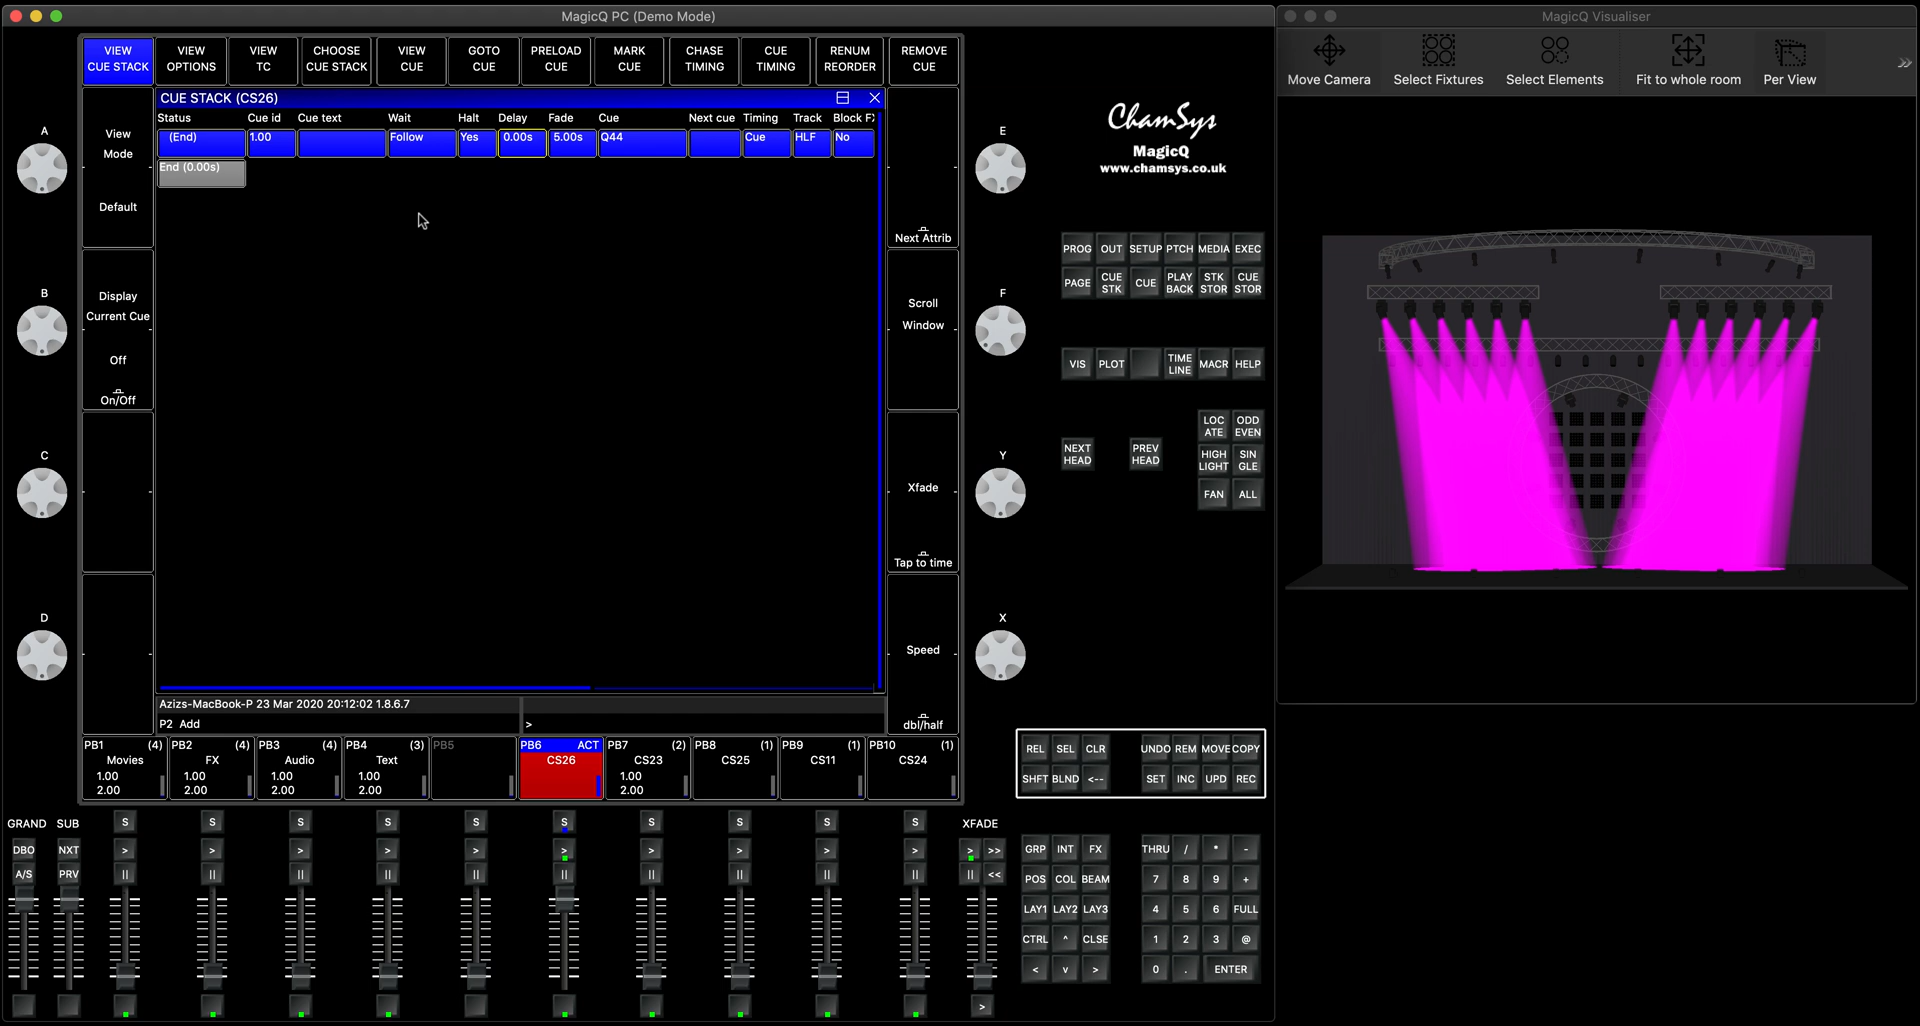 MagicQ PC (Demo Mode)
VIEW CUE STACK
VIEW OPTIONS
VIEW TC
CHOOSE CUE STACK
VIEW CUE
GOTO CUE
PRELOAD CUE
MARK CUE
CHASE TIMING
CUE TIMING
RENUM REORDER
REMOVE CUE
CUE STACK (CS26)
Status Cue id Cue text Wait Halt Delay Fade Cue Next cue Timing Track Block F
(End) 1.00 Follow Yes 0.00s 5.00s Q44 Cue HLF No
End (0.00s)
A
View
Mode
Default
B
Display
Current Cue
Off
On/Off
C
D
Next Attrib
Scroll
Window
Xfade
Tap to time
Speed
dbl/half
E
F
Y
X
Azizs-MacBook-P 23 Mar 2020 20:12:02 1.8.6.7
P2 Add
>
PB1 (4)
Movies
1.00
2.00
PB2 (4)
FX
1.00
2.00
PB3 (4)
Audio
1.00
2.00
PB4 (3)
Text
1.00
2.00
PB5
PB6 ACT
CS26
PB7 (2)
CS23
1.00
2.00
PB8 (1)
CS25
PB9 (1)
CS11
PB10 (1)
CS24
GRAND SUB S S S S S S S S S S XFADE
DBO NXT > > > > > > > > > > > >>
A/S PRV || || || || || || || || || || || <<
>
ChamSys
MagicQ
www.chamsys.co.uk
PROG OUT SETUP PTCH MEDIA EXEC
PAGE CUE STK CUE PLAY BACK STK STOR CUE STOR
VIS PLOT TIME LINE MACR HELP
LOC ATE ODD EVEN
NEXT HEAD PREV HEAD HIGH LIGHT SIN GLE
FAN ALL
REL SEL CLR UNDO REM MOVE COPY
SHFT BLND <-- SET INC UPD REC
GRP INT FX THRU / * -
POS COL BEAM 7 8 9 +
LAY1 LAY2 LAY3 4 5 6 FULL
CTRL ^ CLSE 1 2 3 @
< v > 0 . ENTER
MagicQ Visualiser
Move Camera Select Fixtures Select Elements Fit to whole room Per View